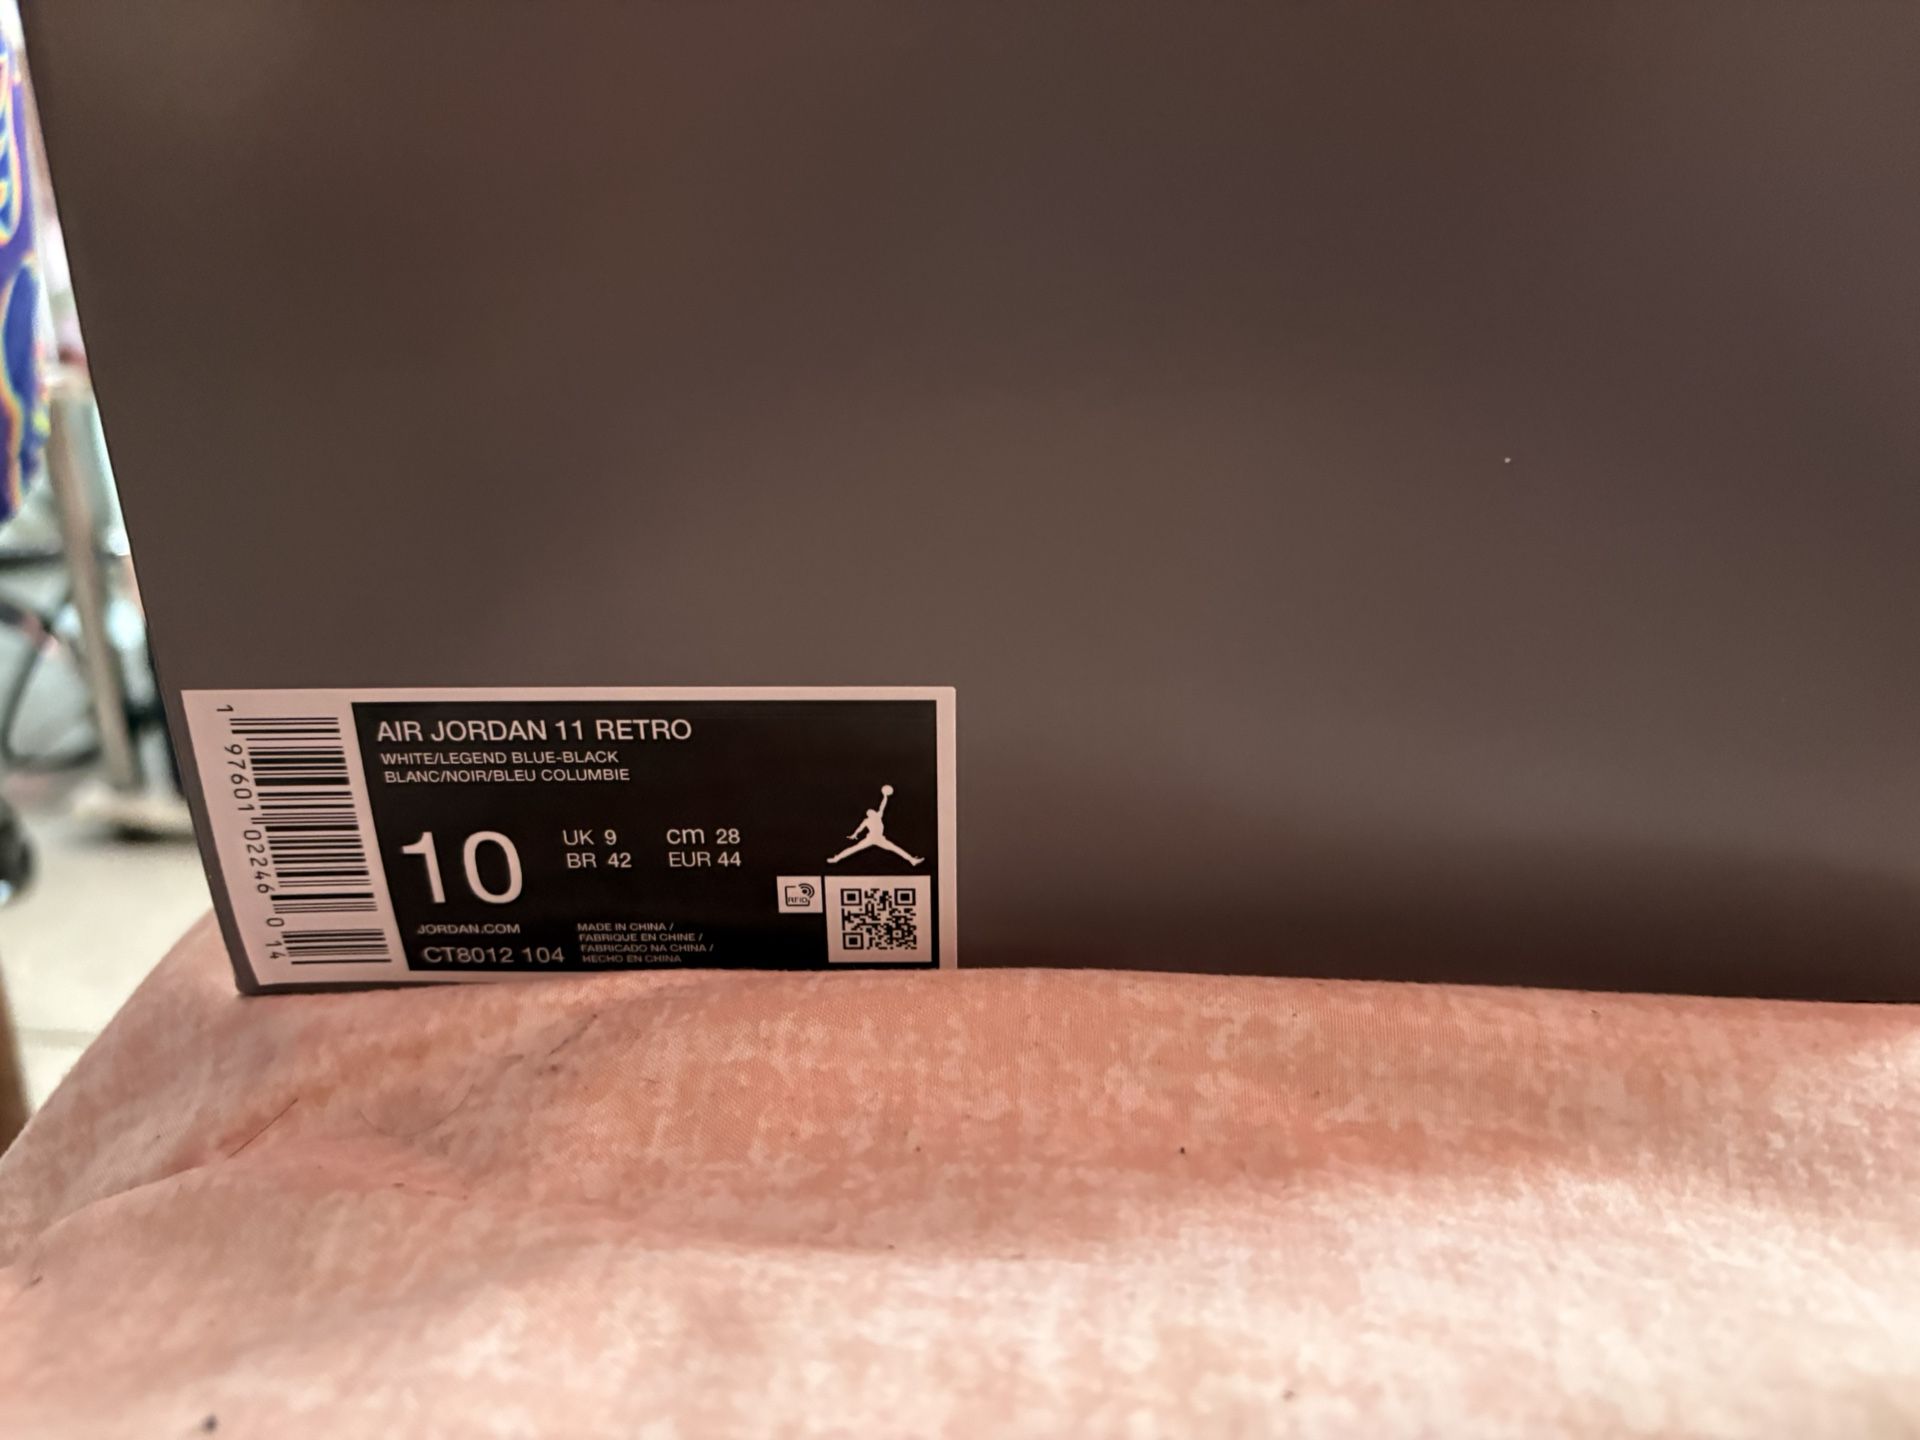 AIR JORDAN 11 RETRO
WHITE/LEGEND BLUE-BLACK
BLANC/NOIR/BLEU COLUMBIE
10
UK 9 cm 28
BR 42 EUR 44
RFID
JORDAN.COM
CT8012 104
MADE IN CHINA /
FABRIQUE EN CHINE /
FABRICADO NA CHINA /
HECHO EN CHINA
1 97601 02246 0 14